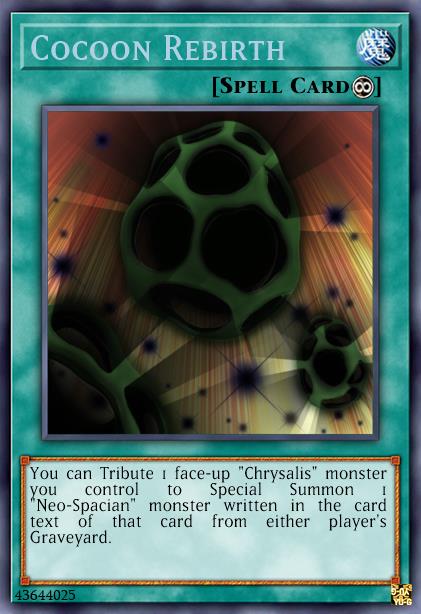 Cocoon Rebirth
魔
[Spell Card∞]
You can Tribute 1 face-up "Chrysalis" monster
you control to Special Summon 1
"Neo-Spacian" monster written in the card
text of that card from either player's
Graveyard.
43644025